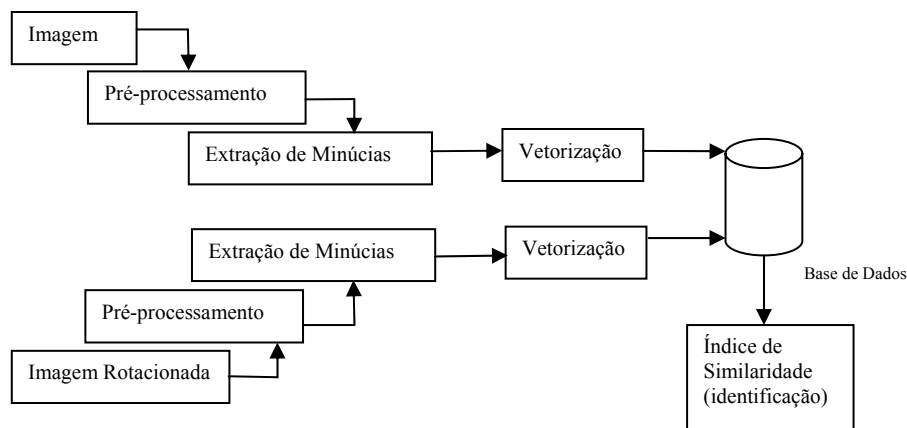 Imagem
Pré-processamento
Extração de Minúcias
Vetorização
Extração de Minúcias
Vetorização
Base de Dados
Pré-processamento
Imagem Rotacionada
Índice de
Similaridade
(identificação)